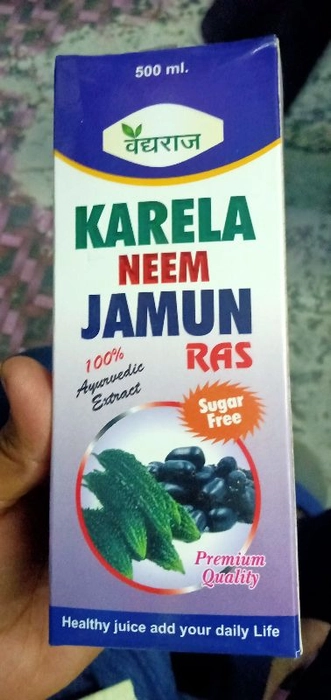 500 ml.
वैद्यराज
KARELA
NEEM
JAMUN
RAS
100%
Ayurvedic
Extract
Sugar
Free
Premium
Quality
Healthy juice add your daily Life